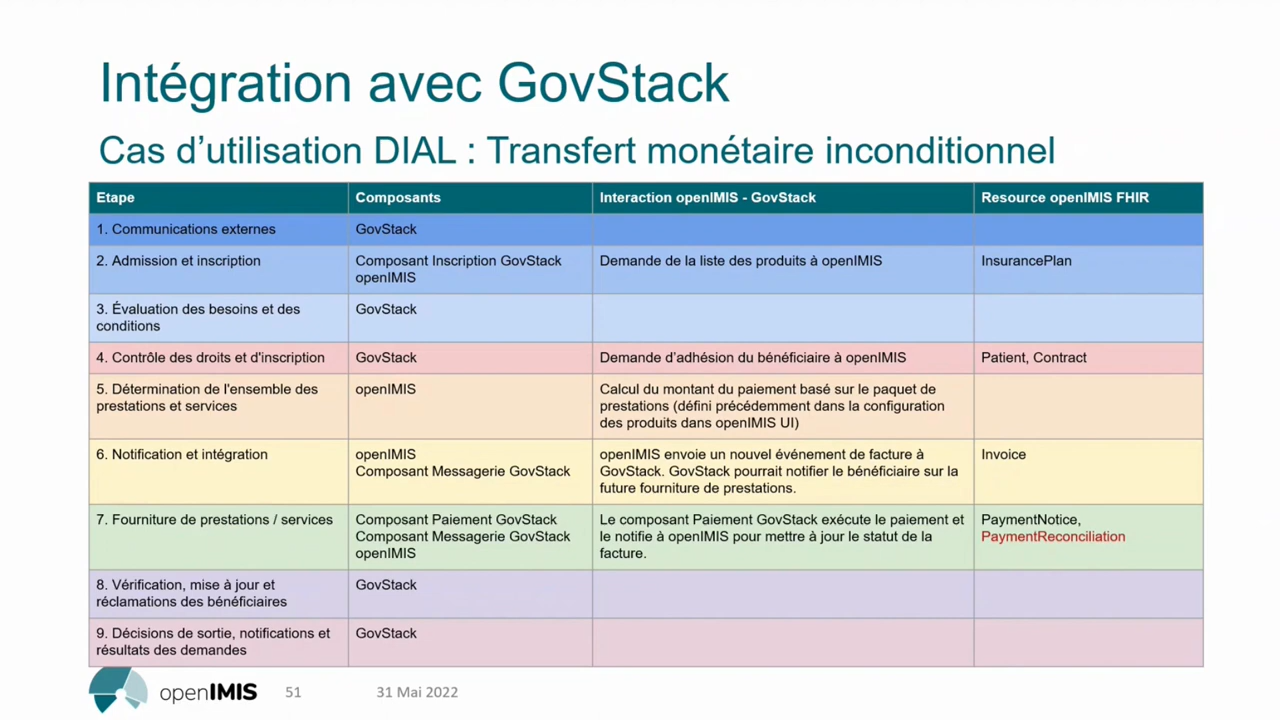 Intégration avec GovStack
Cas d’utilisation DIAL : Transfert monétaire inconditionnel
Etape
Composants
Interaction openIMIS - GovStack
Resource openIMIS FHIR
1. Communications externes
GovStack
2. Admission et inscription
Composant Inscription GovStack
openIMIS
Demande de la liste des produits à openIMIS
InsurancePlan
3. Évaluation des besoins et des
conditions
GovStack
4. Contrôle des droits et d'inscription
GovStack
Demande d’adhésion du bénéficiaire à openIMIS
Patient, Contract
5. Détermination de l'ensemble des
prestations et services
openIMIS
Calcul du montant du paiement basé sur le paquet de
prestations (défini précédemment dans la configuration
des produits dans openIMIS UI)
6. Notification et intégration
openIMIS
Composant Messagerie GovStack
openIMIS envoie un nouvel événement de facture à
GovStack. GovStack pourrait notifier le bénéficiaire sur la
future fourniture de prestations.
Invoice
7. Fourniture de prestations / services
Composant Paiement GovStack
Composant Messagerie GovStack
openIMIS
Le composant Paiement GovStack exécute le paiement et
le notifie à openIMIS pour mettre à jour le statut de la
facture.
PaymentNotice,
PaymentReconciliation
8. Vérification, mise à jour et
réclamations des bénéficiaires
GovStack
9. Décisions de sortie, notifications et
résultats des demandes
GovStack
openIMIS
51
31 Mai 2022